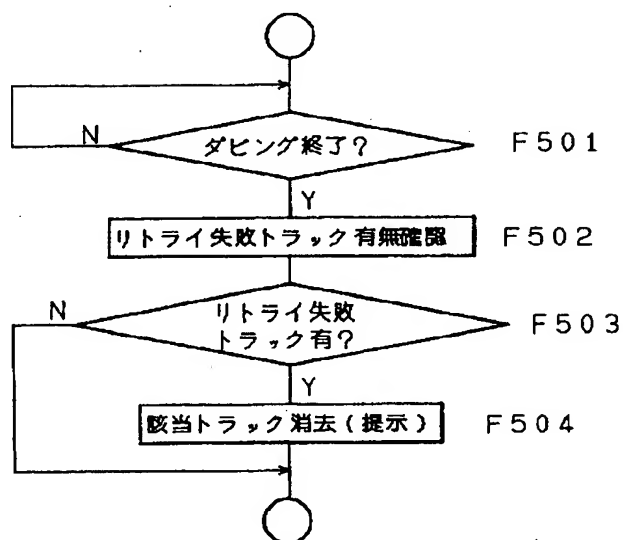 ダビング終了?
N
F501
Y
リトライ失敗トラック有無確認
F502
N
リトライ失敗
トラック有?
F503
Y
該当トラック消去(提示)
F504